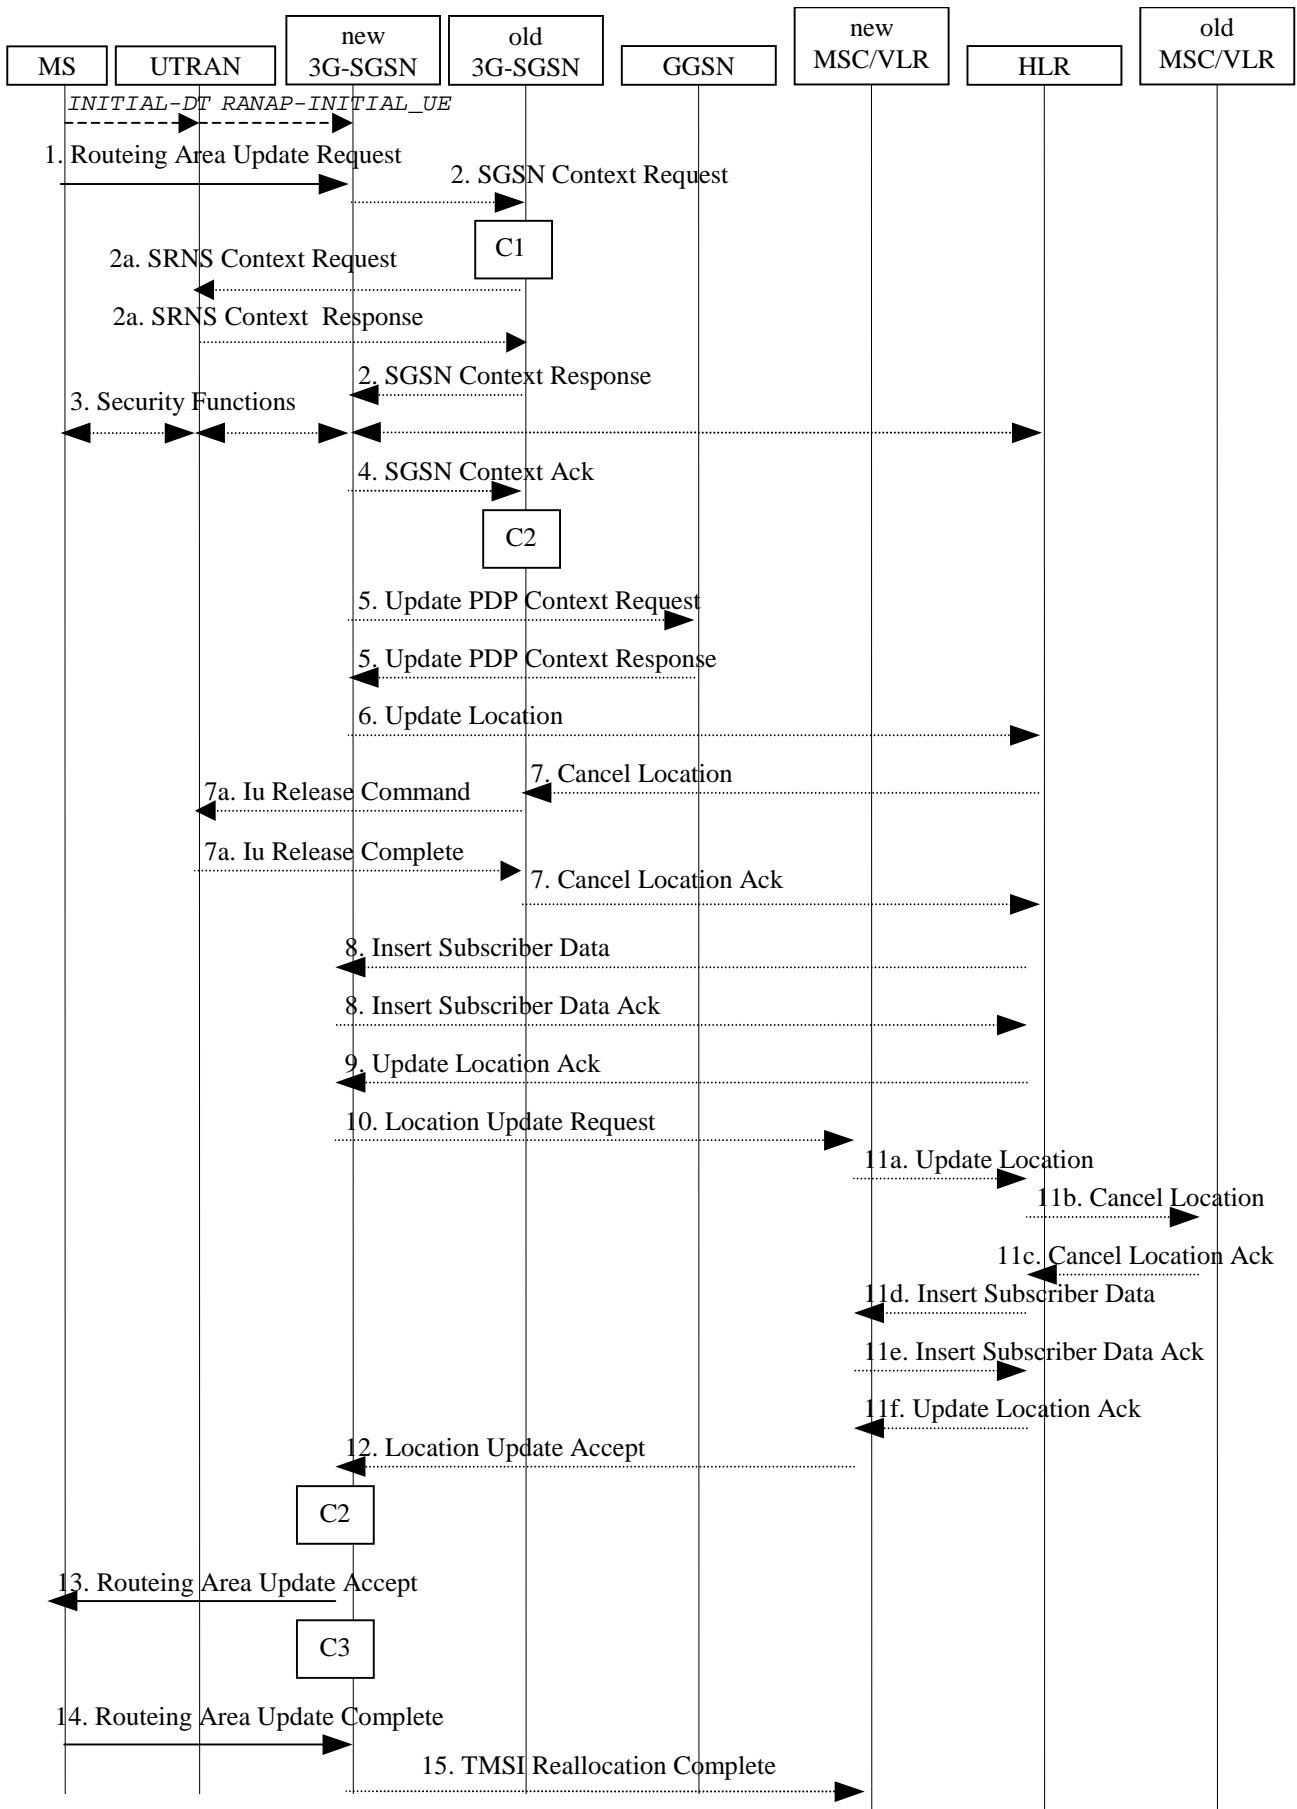 new
old
new
old
MS
UTRAN
3G-SGSN
3G-SGSN
GGSN
MSC/VLR
HLR
MSC/VLR
INITIAL-DT RANAP-INITIAL_UE
1. Routeing Area Update Request
2. SGSN Context Request
C1
2a. SRNS Context Request
2a. SRNS Context  Response
2. SGSN Context Response
3. Security Functions
4. SGSN Context Ack
C2
5. Update PDP Context Request
5. Update PDP Context Response
6. Update Location
7. Cancel Location
7a. Iu Release Command
7a. Iu Release Complete
7. Cancel Location Ack
8. Insert Subscriber Data
8. Insert Subscriber Data Ack
9. Update Location Ack
10. Location Update Request
11a. Update Location
11b. Cancel Location
11c. Cancel Location Ack
11d. Insert Subscriber Data
11e. Insert Subscriber Data Ack
11f. Update Location Ack
12. Location Update Accept
C2
13. Routeing Area Update Accept
C3
14. Routeing Area Update Complete
15. TMSI Reallocation Complete